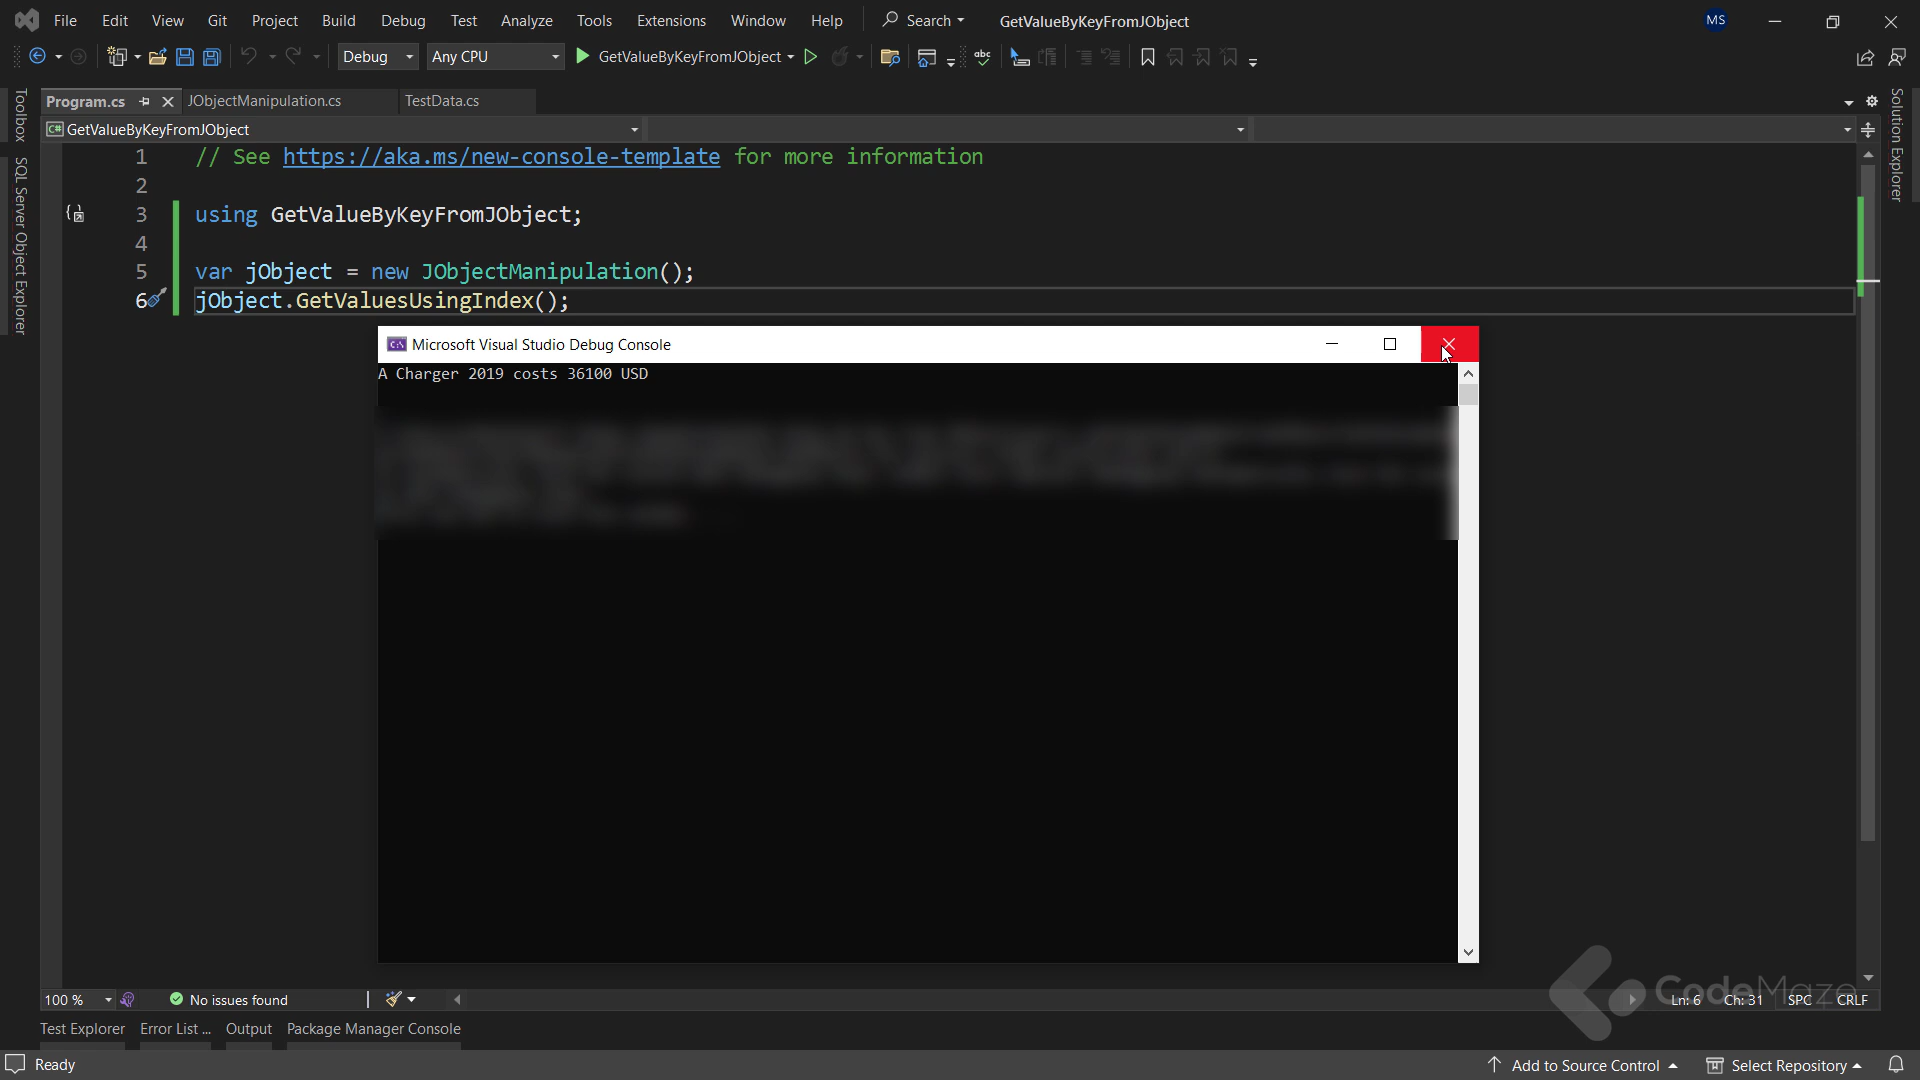 File Edit View Git Project Build Debug Test Analyze Tools Extensions Window Help Search GetValueByKeyFromJObject MS
Debug Any CPU GetValueByKeyFromJObject
Toolbox
SQL Server Object Explorer
Solution Explorer
Program.cs JObjectManipulation.cs TestData.cs
C# GetValueByKeyFromJObject
1 // See https://aka.ms/new-console-template for more information
2
3 using GetValueByKeyFromJObject;
4
5 var jObject = new JObjectManipulation();
6 jObject.GetValuesUsingIndex();
Microsoft Visual Studio Debug Console
A Charger 2019 costs 36100 USD
100 % No issues found Ln: 6 Ch: 31 SPC CRLF
CodeMaze
Test Explorer Error List ... Output Package Manager Console
Ready Add to Source Control Select Repository